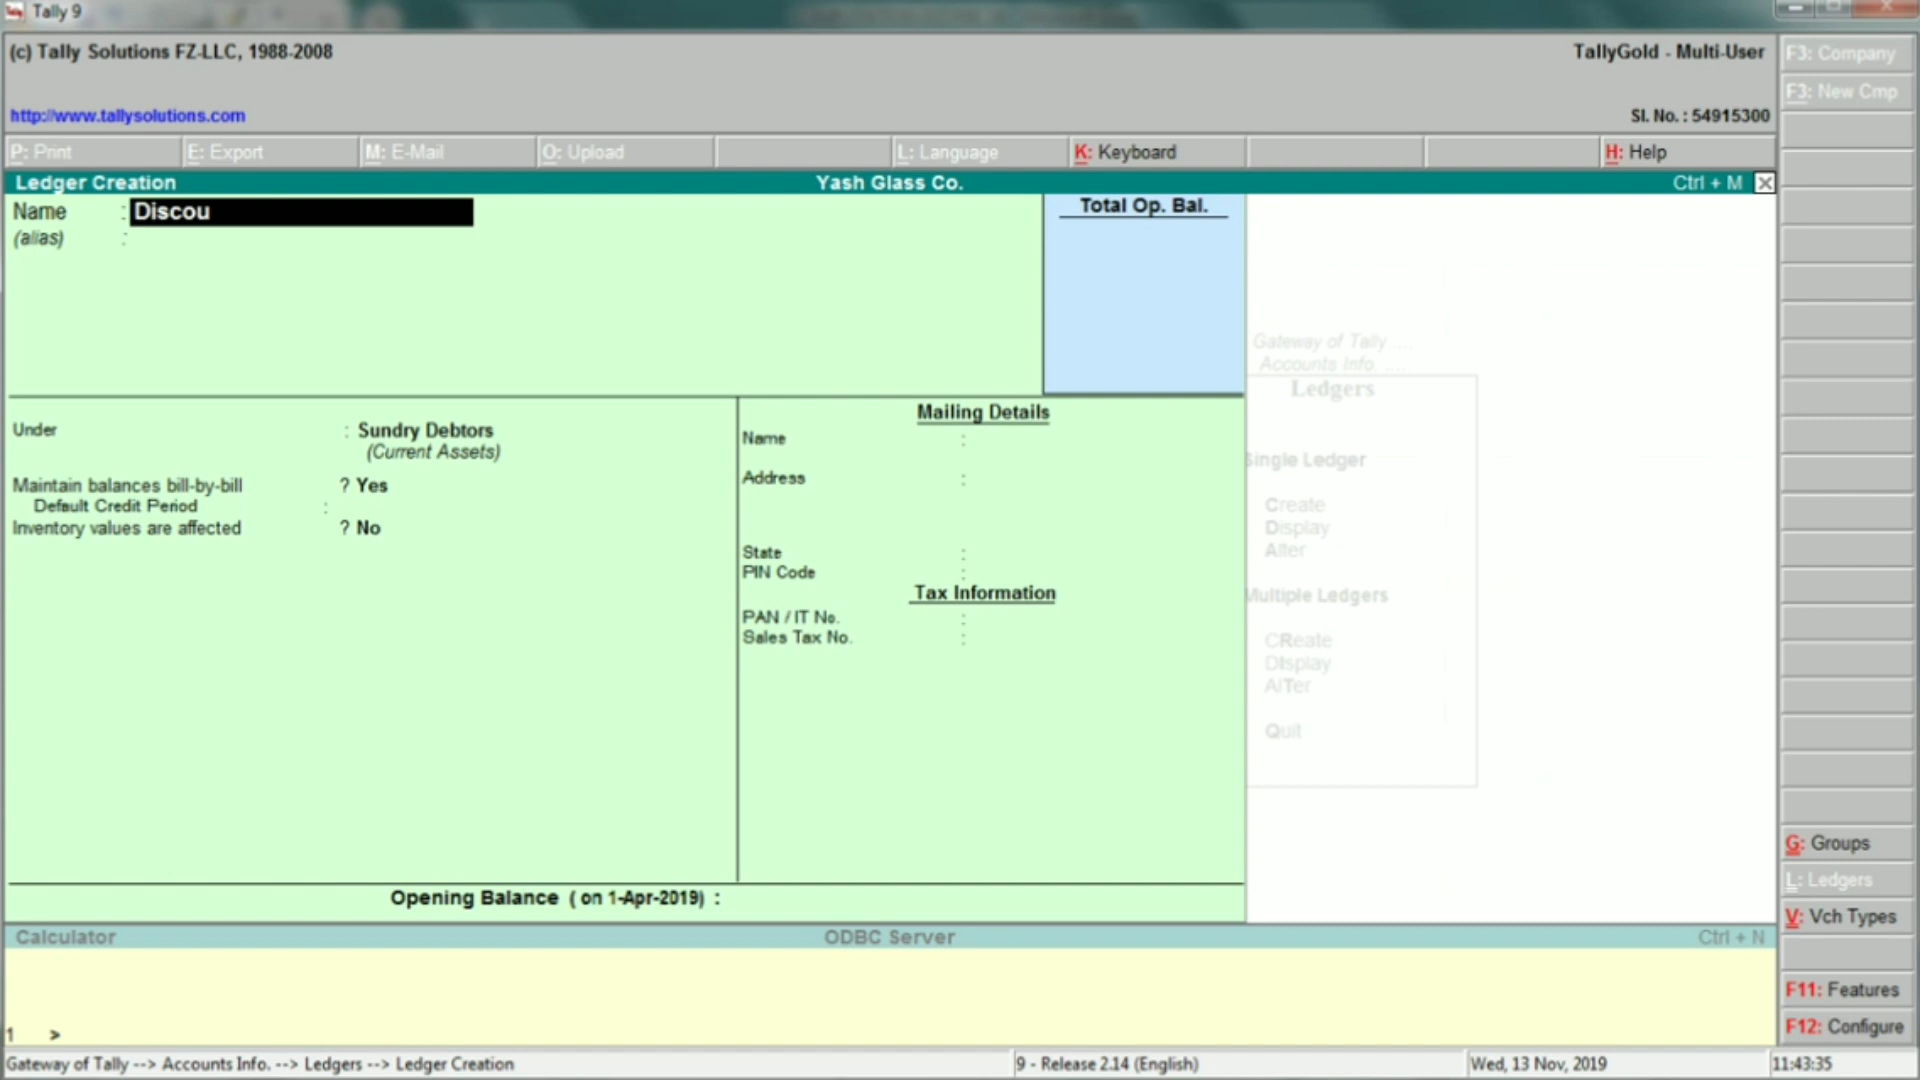 Tally 9
(c) Tally Solutions FZ-LLC, 1988-2008
TallyGold - Multi-User
http://www.tallysolutions.com
Sl. No. : 54915300
P: Print
E: Export
M: E-Mail
O: Upload
L: Language
K: Keyboard
H: Help
F3: Company
F3: New Cmp
Ledger Creation
Yash Glass Co.
Ctrl + M
Name : Discou
(alias) :
Total Op. Bal.
Under : Sundry Debtors
(Current Assets)
Maintain balances bill-by-bill ? Yes
Default Credit Period :
Inventory values are affected ? No
Mailing Details
Name :
Address :
State :
PIN Code :
Tax Information
PAN / IT No. :
Sales Tax No. :
Gateway of Tally ....
Accounts Info. ....
Ledgers
Single Ledger
Create
Display
Alter
Multiple Ledgers
CReate
DIsplay
AlTer
Quit
Opening Balance ( on 1-Apr-2019) :
G: Groups
L: Ledgers
V: Vch Types
F11: Features
F12: Configure
Calculator
ODBC Server
Ctrl + N
1 >
Gateway of Tally --> Accounts Info. --> Ledgers --> Ledger Creation
9 - Release 2.14 (English)
Wed, 13 Nov, 2019
11:43:35